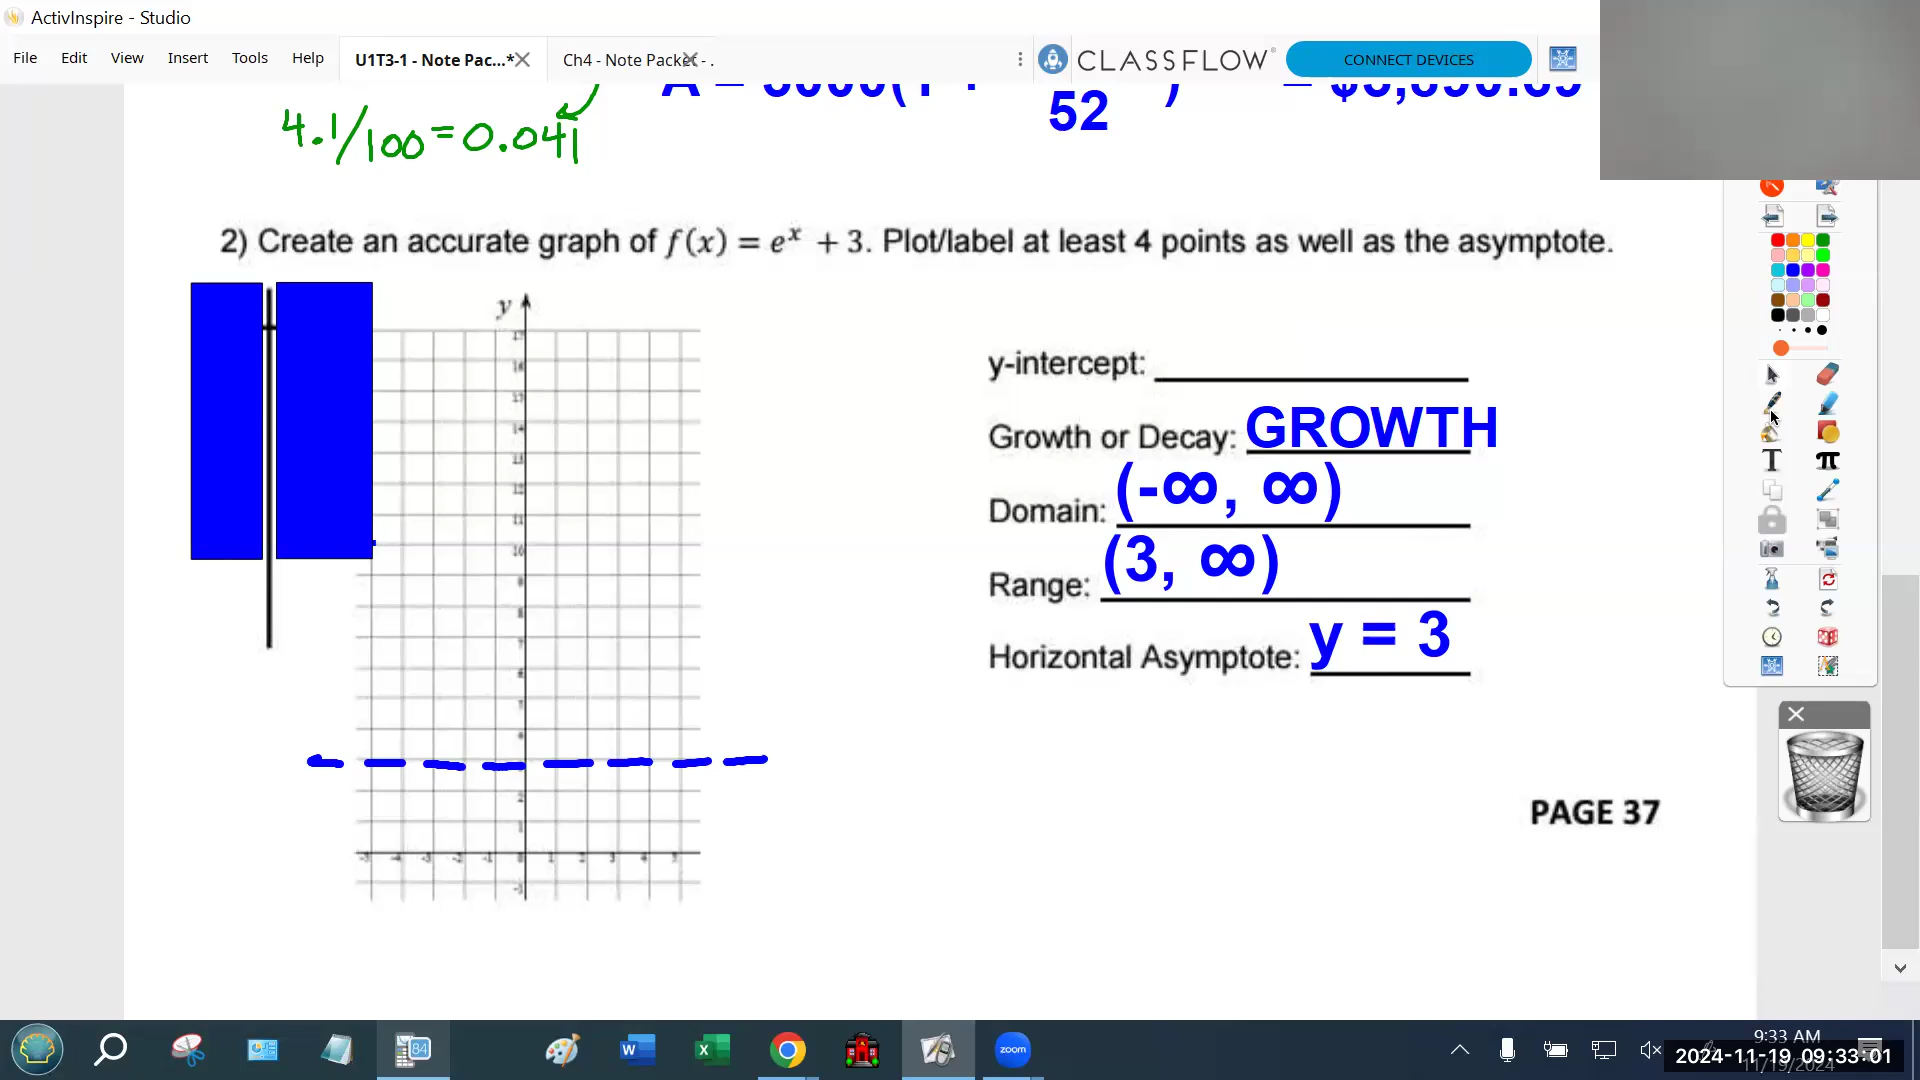 ActivInspire - Studio
File Edit View Insert Tools Help
U1T3-1 - Note Pac...*
Ch4 - Note Packet - .
CLASSFLOW
CONNECT DEVICES
52
4.1/100 = 0.041
2) Create an accurate graph of f(x) = e^x + 3. Plot/label at least 4 points as well as the asymptote.
y
y-intercept:
Growth or Decay: GROWTH
Domain: (-∞, ∞)
Range: (3, ∞)
Horizontal Asymptote: y = 3
PAGE 37
T π
84
W
X
zoom
9:33 AM
2024-11-19 09:33:01